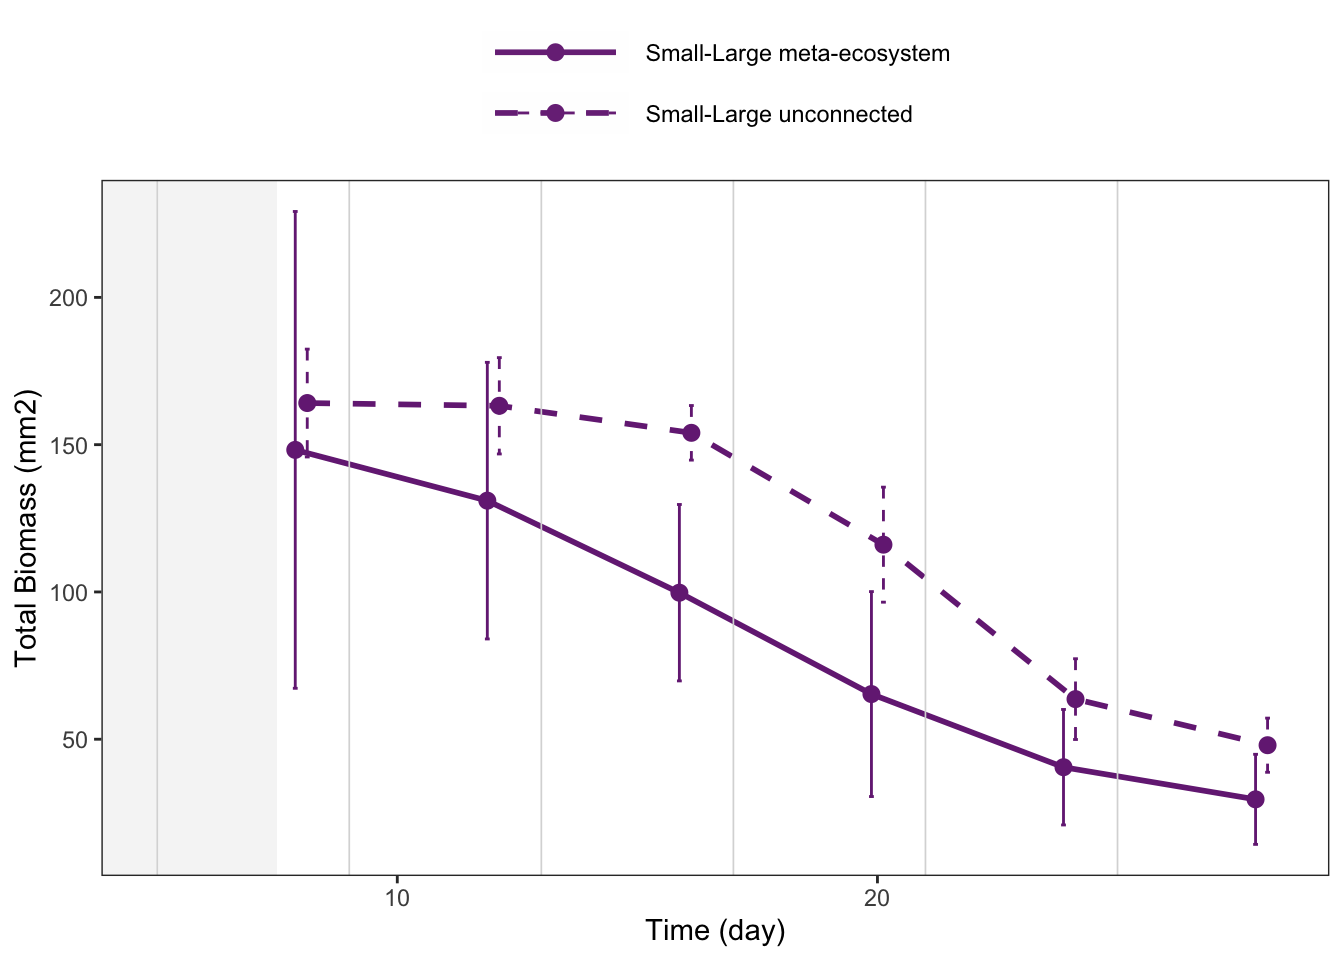 Small-Large meta-ecosystem
Small-Large unconnected
200
150
100
50
Total Biomass (mm2)
10
20
Time (day)